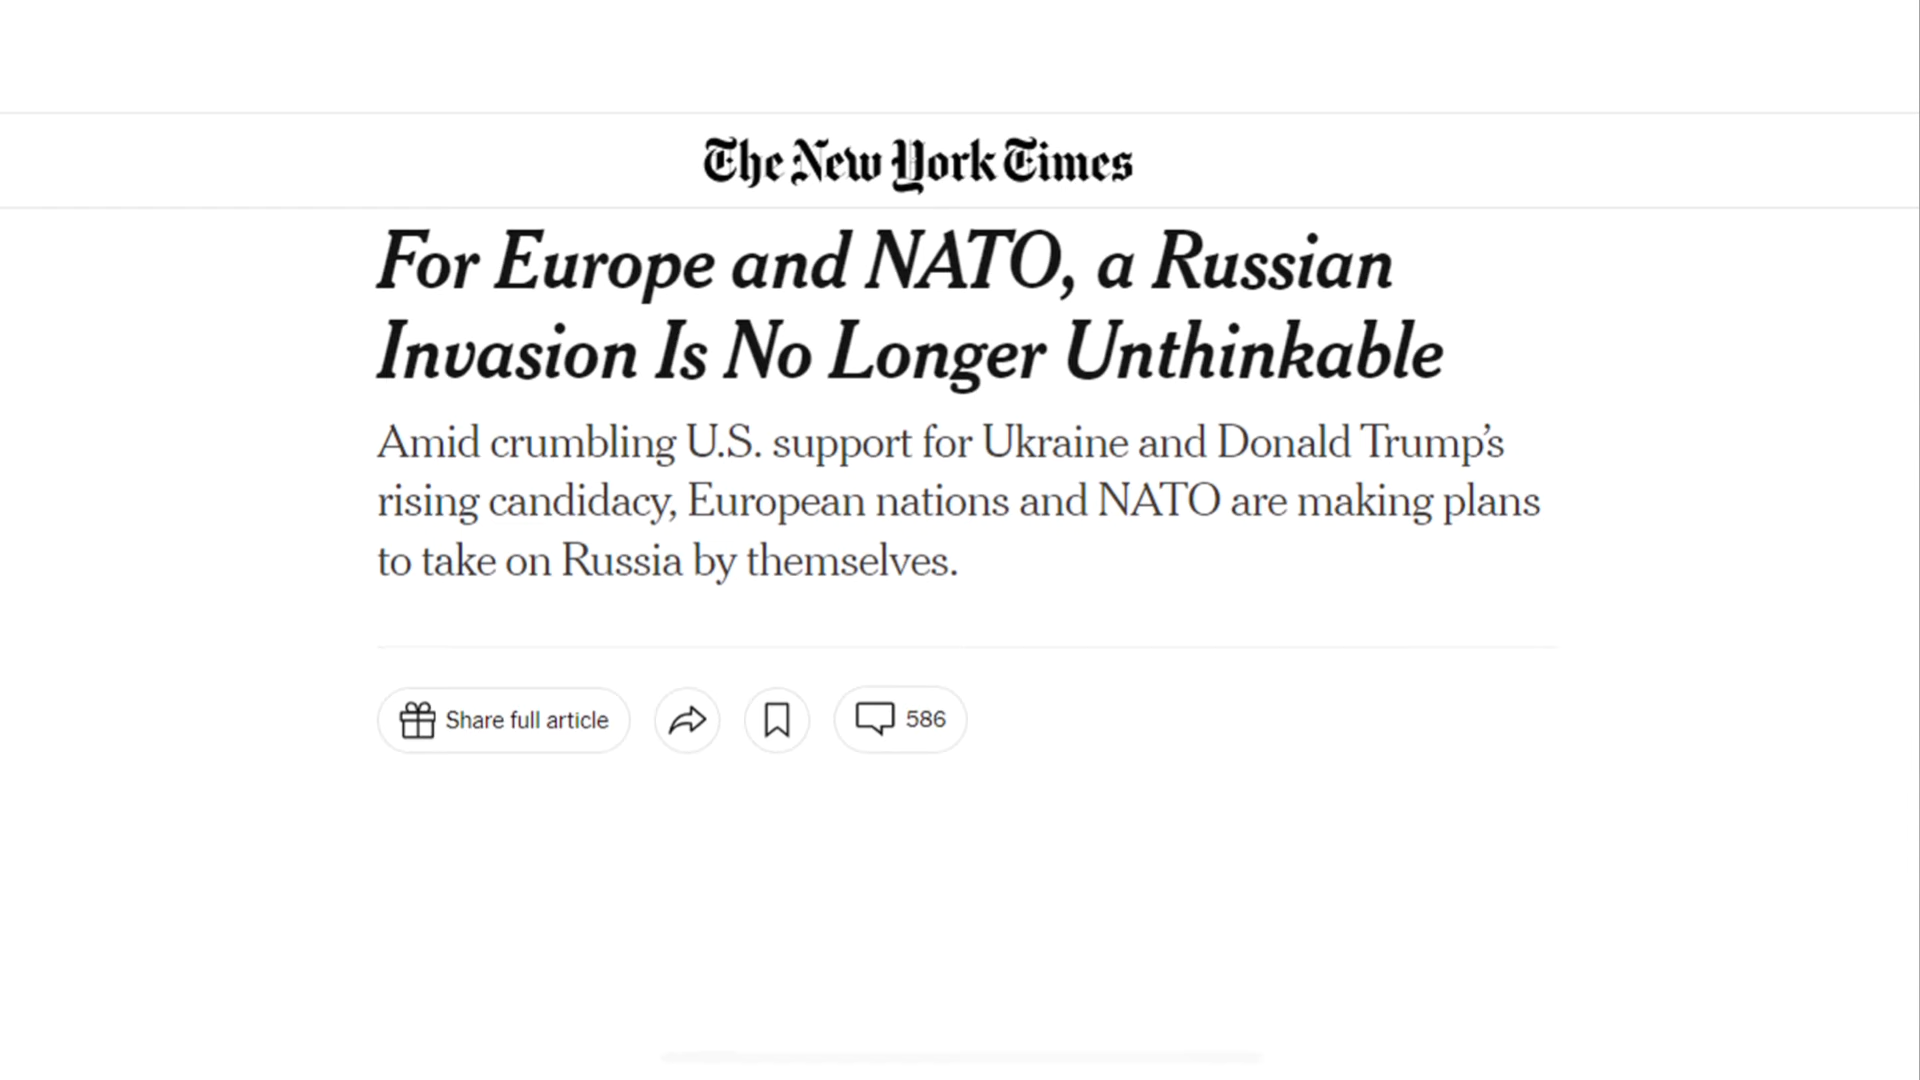 The New York Times
For Europe and NATO, a Russian
Invasion Is No Longer Unthinkable
Amid crumbling U.S. support for Ukraine and Donald Trump’s
rising candidacy, European nations and NATO are making plans
to take on Russia by themselves.
Share full article
586